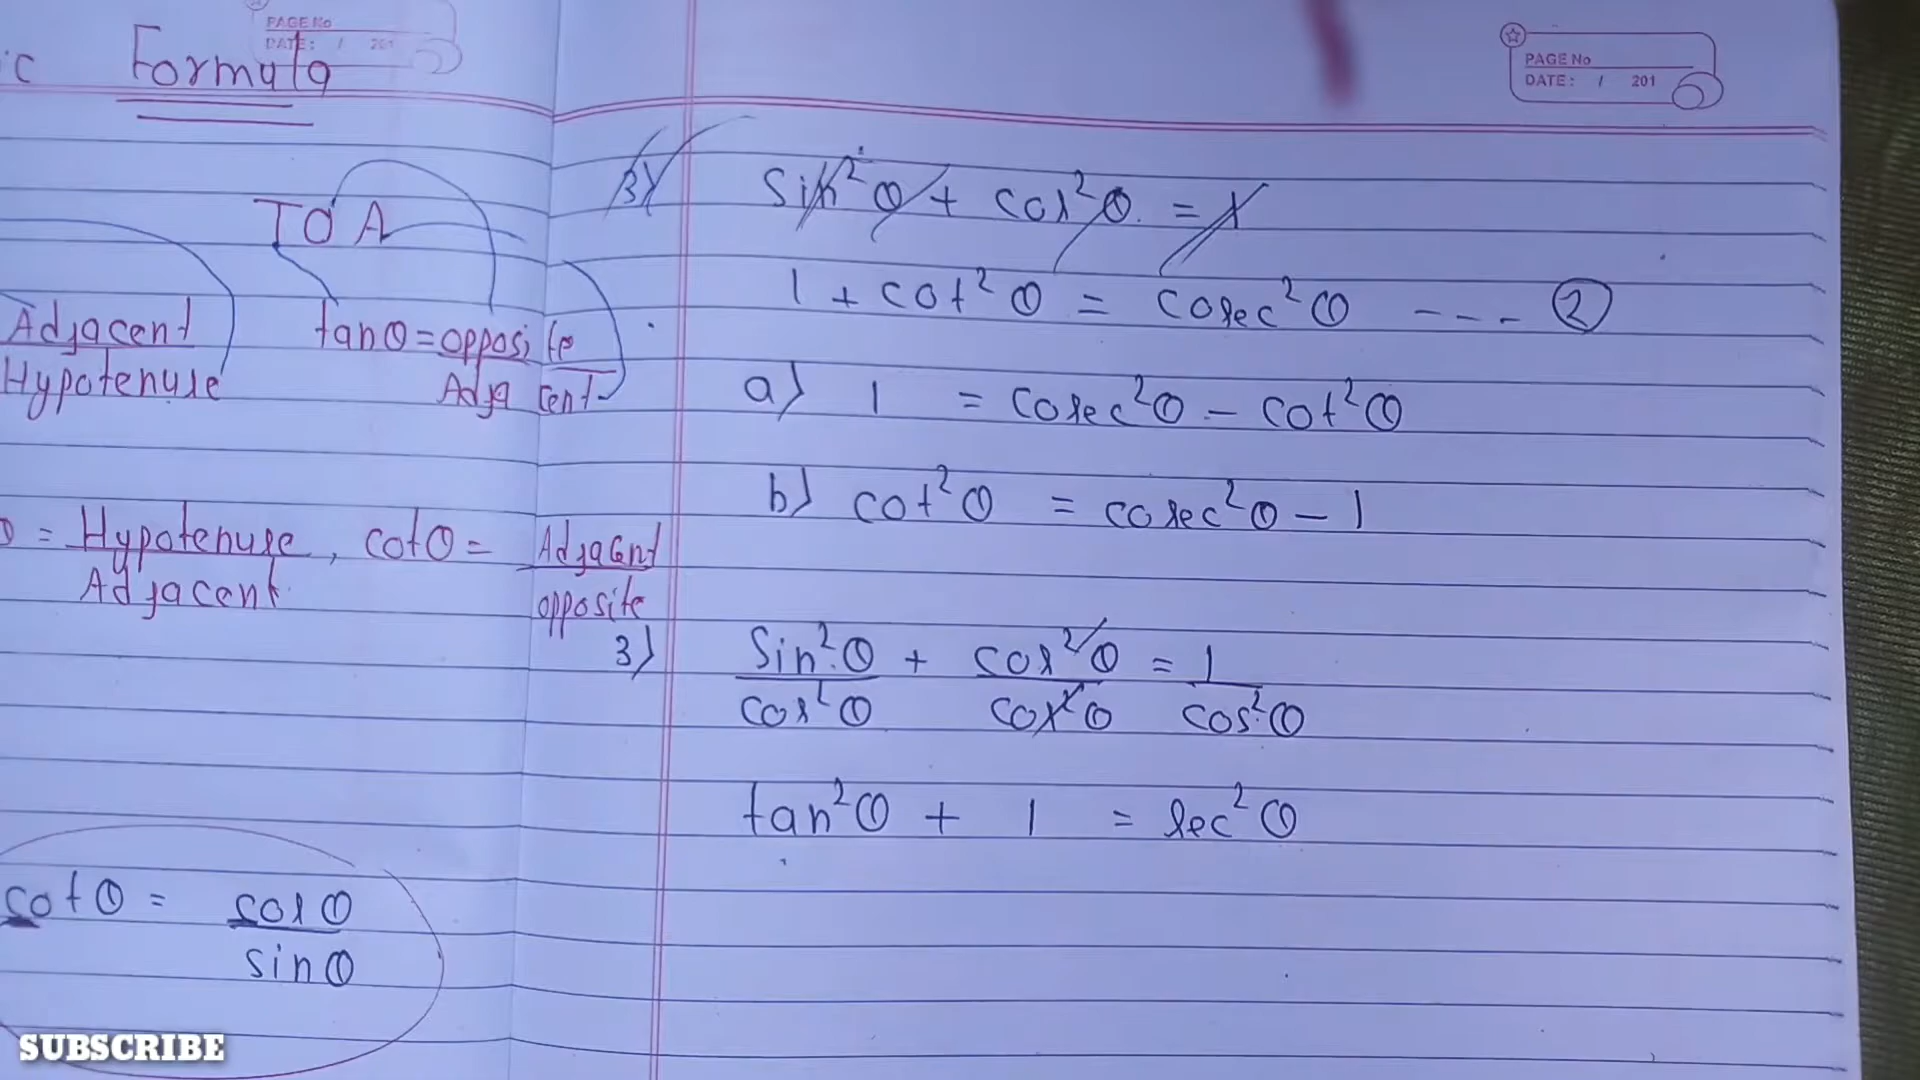 PAGE No
DATE: / 201
c Formula
TOA
Adjacent
Hypotenuse
tanθ = opposite
Adjacent
θ = Hypotenuse , cotθ = Adjacent
Adjacent opposite
cotθ = cosθ
sinθ
SUBSCRIBE
PAGE No
DATE: / 201
3) sin²θ + cos²θ = 1
1 + cot²θ = cosec²θ ---- ②
a) 1 = cosec²θ - cot²θ
b) cot²θ = cosec²θ - 1
3) Sin²θ + cos²θ = 1
cos²θ cos²θ cos²θ
tan²θ + 1 = sec²θ